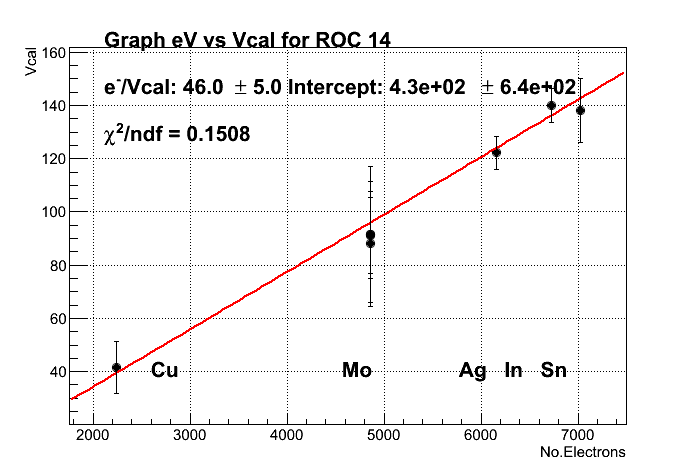 Graph eV vs Vcal for ROC 14
Vcal
160
e⁻/Vcal: 46.0 ± 5.0 Intercept: 4.3e+02 ± 6.4e+02
140
χ²/ndf = 0.1508
120
100
80
60
40
Cu Mo Ag In Sn
2000 3000 4000 5000 6000 7000
No.Electrons